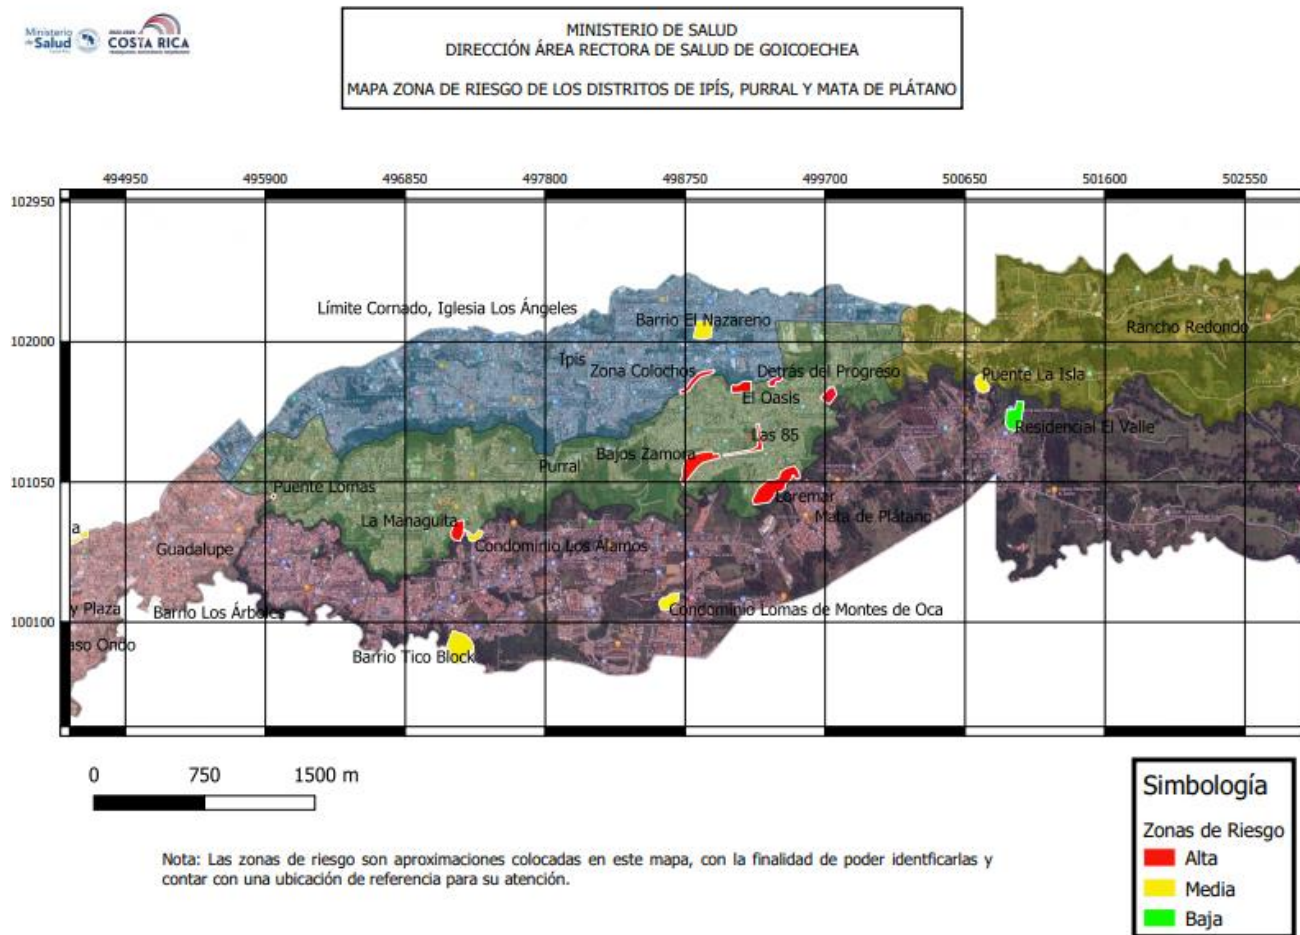 Ministerio
de Salud
COSTA RICA
MINISTERIO DE SALUD
DIRECCIÓN ÁREA RECTORA DE SALUD DE GOICOECHEA
MAPA ZONA DE RIESGO DE LOS DISTRITOS DE IPÍS, PURRAL Y MATA DE PLÁTANO
494950 495900 496850 497800 498750 499700 500650 501600 502550
102950
Límite Cornado, Iglesia Los Ángeles
Barrio El Nazareno
Rancho Redondo
102000
Ípis
Zona Colochos
Detrás del Progreso
Puente La Isla
El Oasis
Las 85
Residencial El Valle
Bajos Zamora
Purral
101050
Puente Lomas
Loremar
La Managuita
Mata de Plátano
a
Guadalupe
Condominio Los Alamos
y Plaza
Barrio Los Árboles
Condominio Lomas de Montes de Oca
100100
aso Ondo
Barrio Tico Block
0 750 1500 m
Simbología
Zonas de Riesgo
Alta
Media
Baja
Nota: Las zonas de riesgo son aproximaciones colocadas en este mapa, con la finalidad de poder identficarlas y
contar con una ubicación de referencia para su atención.